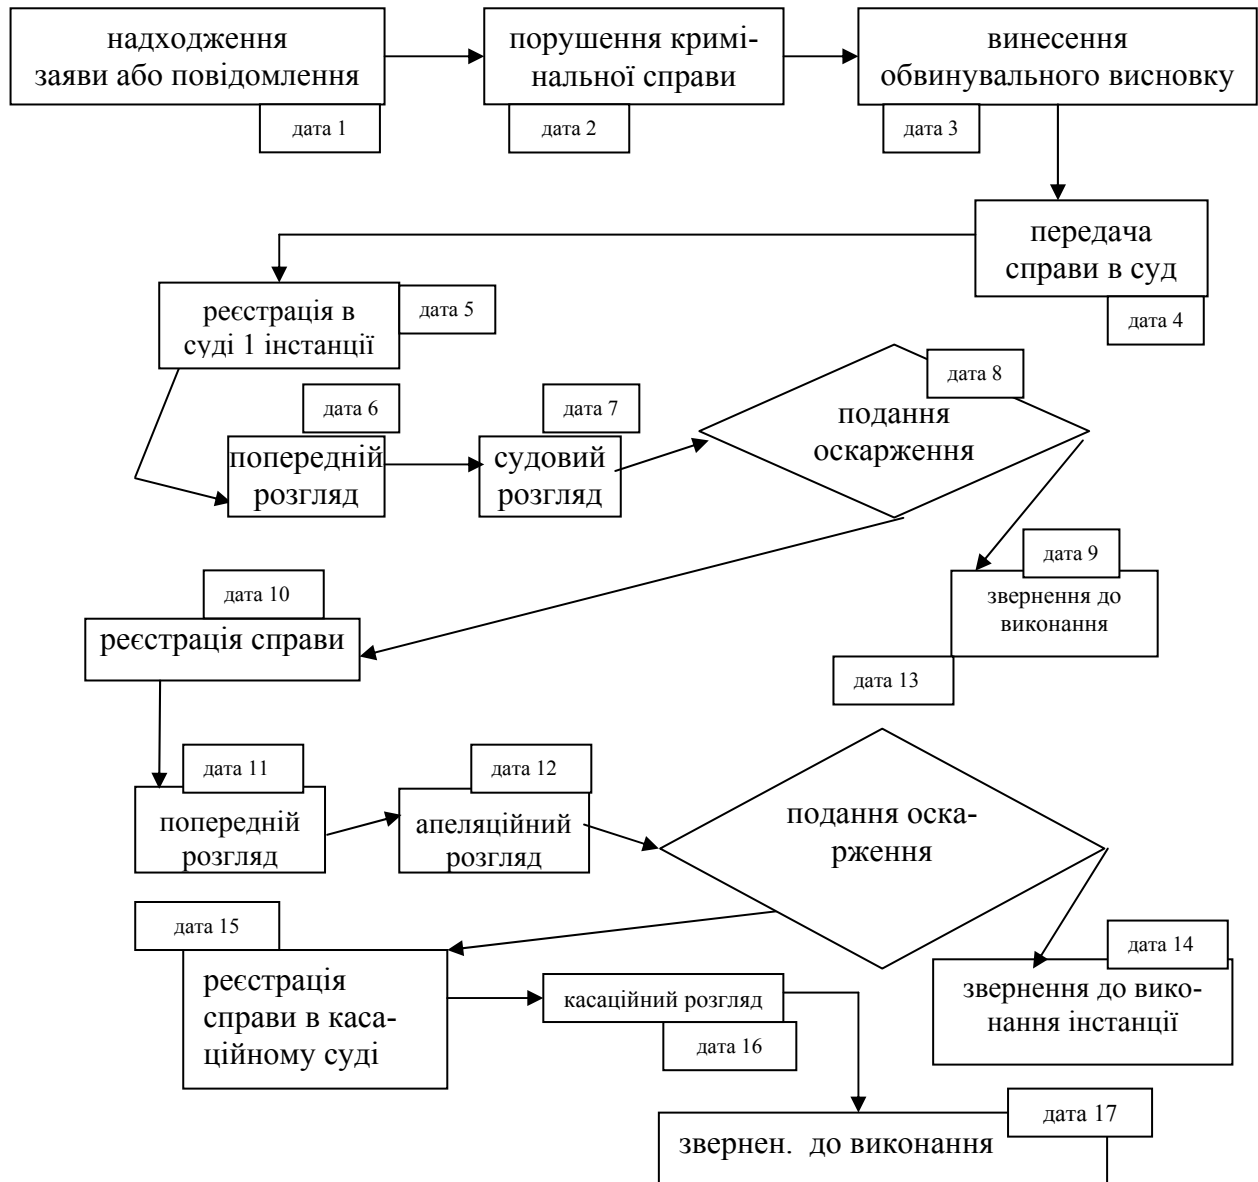 надходження
заяви або повідомлення
дата 1
порушення кримі-
нальної справи
дата 2
винесення
обвинувального висновку
дата 3
передача
справи в суд
дата 4
реєстрація в
суді 1 інстанції
дата 5
дата 6
попередній
розгляд
дата 7
судовий
розгляд
дата 8
подання
оскарження
дата 9
звернення до
виконання
дата 10
реєстрація справи
дата 13
дата 11
попередній
розгляд
дата 12
апеляційний
розгляд
подання оска-
рження
дата 14
звернення до вико-
нання інстанції
дата 15
реєстрація
справи в каса-
ційному суді
касаційний розгляд
дата 16
дата 17
звернен. до виконання